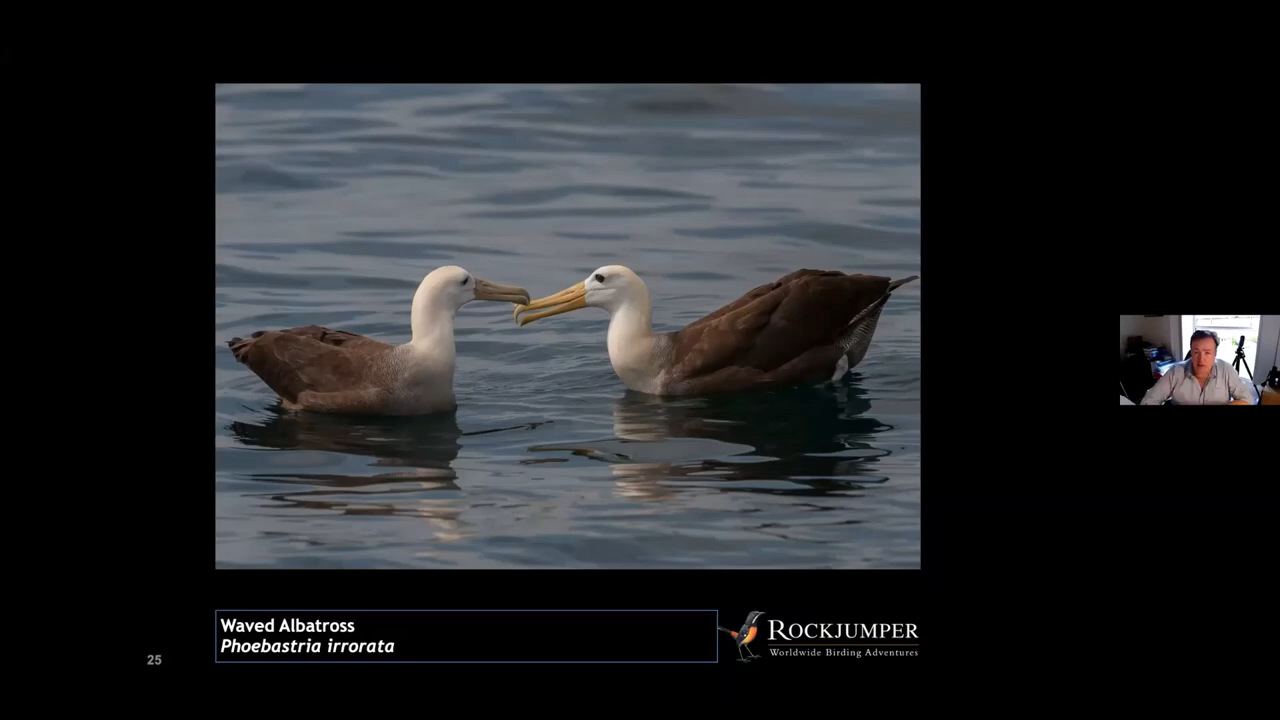 Waved Albatross
Phoebastria irrorata
ROCKJUMPER
Worldwide Birding Adventures
25